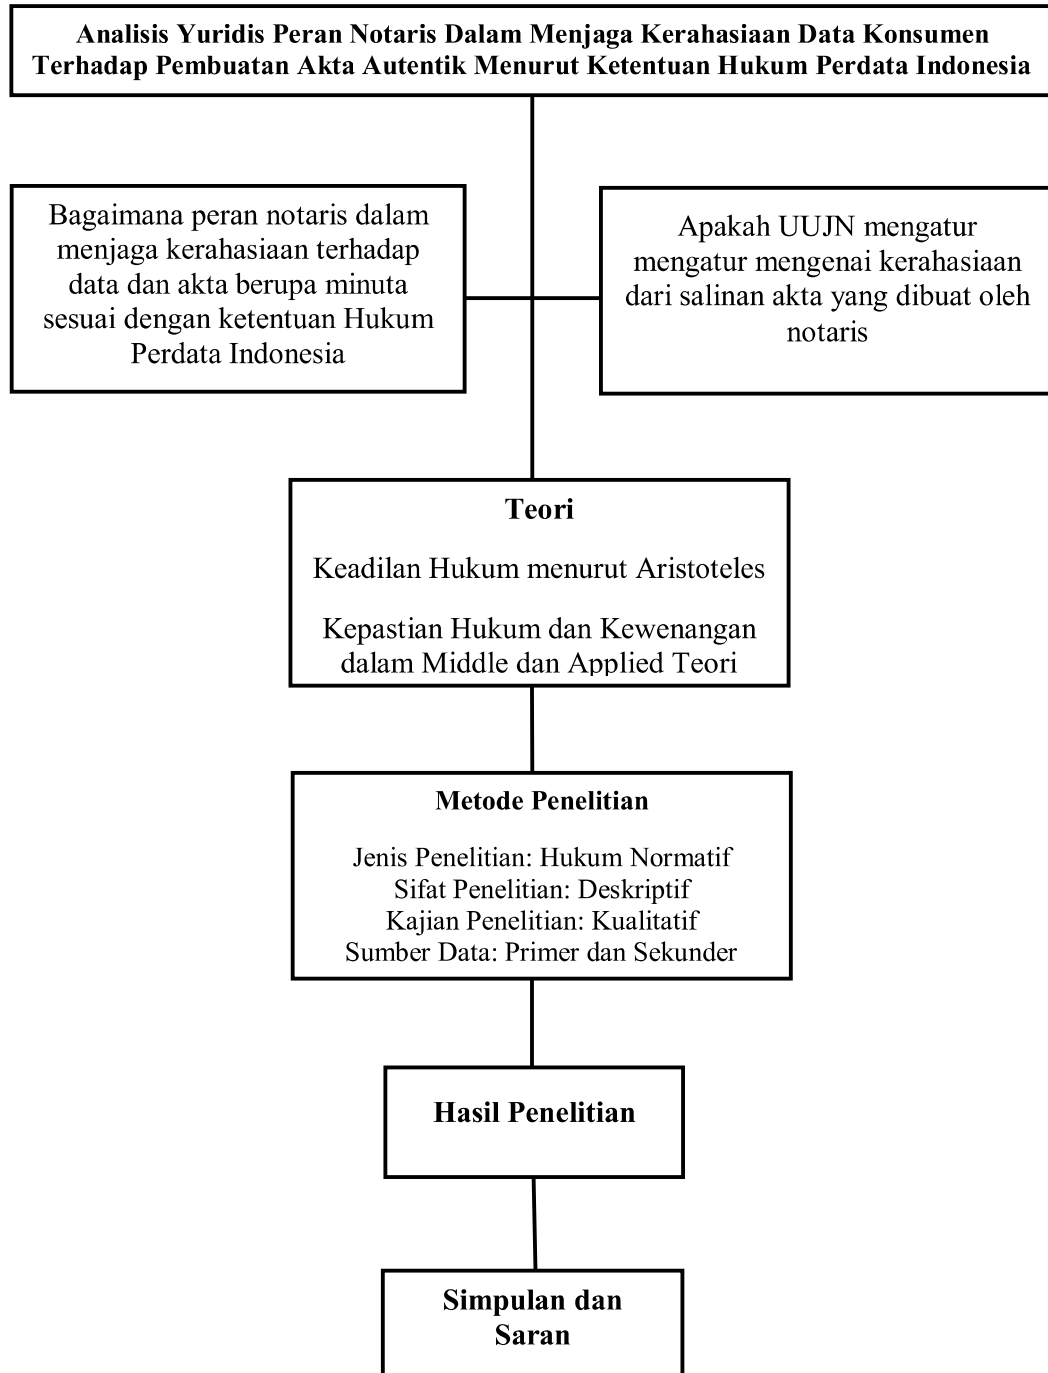 Analisis Yuridis Peran Notaris Dalam Menjaga Kerahasiaan Data Konsumen
Terhadap Pembuatan Akta Autentik Menurut Ketentuan Hukum Perdata Indonesia
Bagaimana peran notaris dalam
menjaga kerahasiaan terhadap
data dan akta berupa minuta
sesuai dengan ketentuan Hukum
Perdata Indonesia
Apakah UUJN mengatur
mengatur mengenai kerahasiaan
dari salinan akta yang dibuat oleh
notaris
Teori
Keadilan Hukum menurut Aristoteles
Kepastian Hukum dan Kewenangan
dalam Middle dan Applied Teori
Metode Penelitian
Jenis Penelitian: Hukum Normatif
Sifat Penelitian: Deskriptif
Kajian Penelitian: Kualitatif
Sumber Data: Primer dan Sekunder
Hasil Penelitian
Simpulan dan
Saran